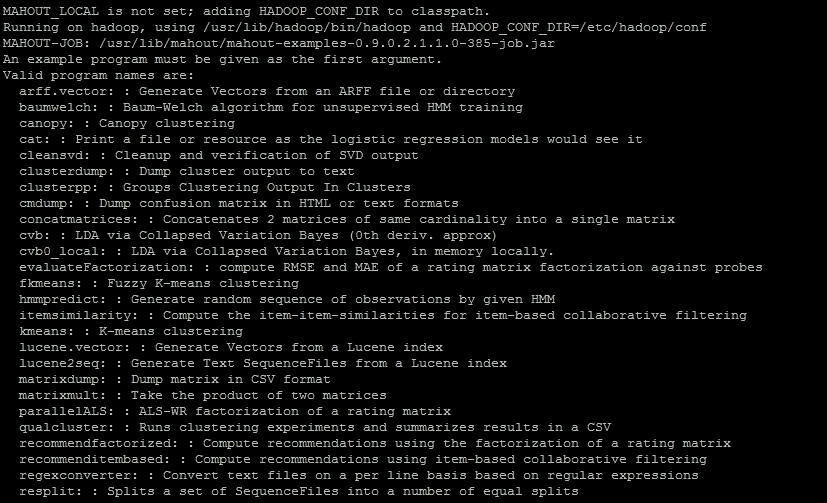 MAHOUT_LOCAL is not set; adding HADOOP_CONF_DIR to classpath.
Running on hadoop, using /usr/lib/hadoop/bin/hadoop and HADOOP_CONF_DIR=/etc/hadoop/conf
MAHOUT-JOB: /usr/lib/mahout/mahout-examples-0.9.0.2.1.1.0-385-job.jar
An example program must be given as the first argument.
Valid program names are:
  arff.vector: : Generate Vectors from an ARFF file or directory
  baumwelch: : Baum-Welch algorithm for unsupervised HMM training
  canopy: : Canopy clustering
  cat: : Print a file or resource as the logistic regression models would see it
  cleansvd: : Cleanup and verification of SVD output
  clusterdump: : Dump cluster output to text
  clusterpp: : Groups Clustering Output In Clusters
  cmdump: : Dump confusion matrix in HTML or text formats
  concatmatrices: : Concatenates 2 matrices of same cardinality into a single matrix
  cvb: : LDA via Collapsed Variation Bayes (0th deriv. approx)
  cvb0_local: : LDA via Collapsed Variation Bayes, in memory locally.
  evaluateFactorization: : compute RMSE and MAE of a rating matrix factorization against probes
  fkmeans: : Fuzzy K-means clustering
  hmmpredict: : Generate random sequence of observations by given HMM
  itemsimilarity: : Compute the item-item-similarities for item-based collaborative filtering
  kmeans: : K-means clustering
  lucene.vector: : Generate Vectors from a Lucene index
  lucene2seq: : Generate Text SequenceFiles from a Lucene index
  matrixdump: : Dump matrix in CSV format
  matrixmult: : Take the product of two matrices
  parallelALS: : ALS-WR factorization of a rating matrix
  qualcluster: : Runs clustering experiments and summarizes results in a CSV
  recommendfactorized: : Compute recommendations using the factorization of a rating matrix
  recommenditembased: : Compute recommendations using item-based collaborative filtering
  regexconverter: : Convert text files on a per line basis based on regular expressions
  resplit: : Splits a set of SequenceFiles into a number of equal splits